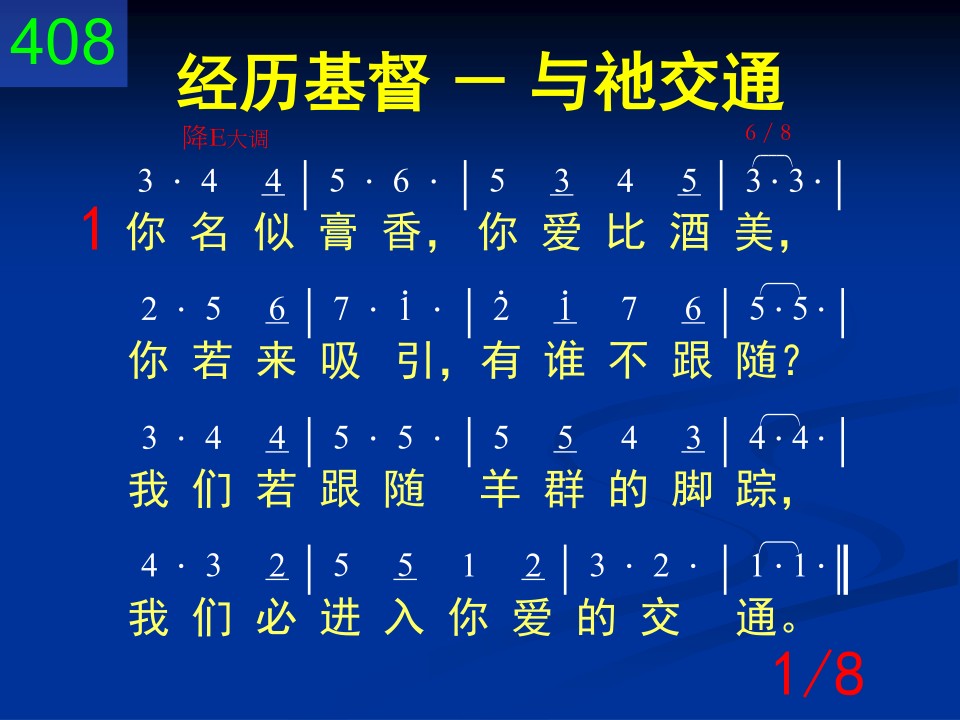 408
经历基督 － 与祂交通
降E大调 6/8
3 · 4 4 | 5 · 6 · | 5 3 4 5 | 3 · 3 · |
1 你 名 似 膏 香， 你 爱 比 酒 美，
2 · 5 6 | 7 · 1̇ · | 2̇ 1̇ 7 6 | 5 · 5 · |
你 若 来 吸 引， 有 谁 不 跟 随？
3 · 4 4 | 5 · 5 · | 5 5 4 3 | 4 · 4 · |
我 们 若 跟 随 羊 群 的 脚 踪，
4 · 3 2 | 5 5 1 2 | 3 · 2 · | 1 · 1 · ‖
我 们 必 进 入 你 爱 的 交 通。
1/8